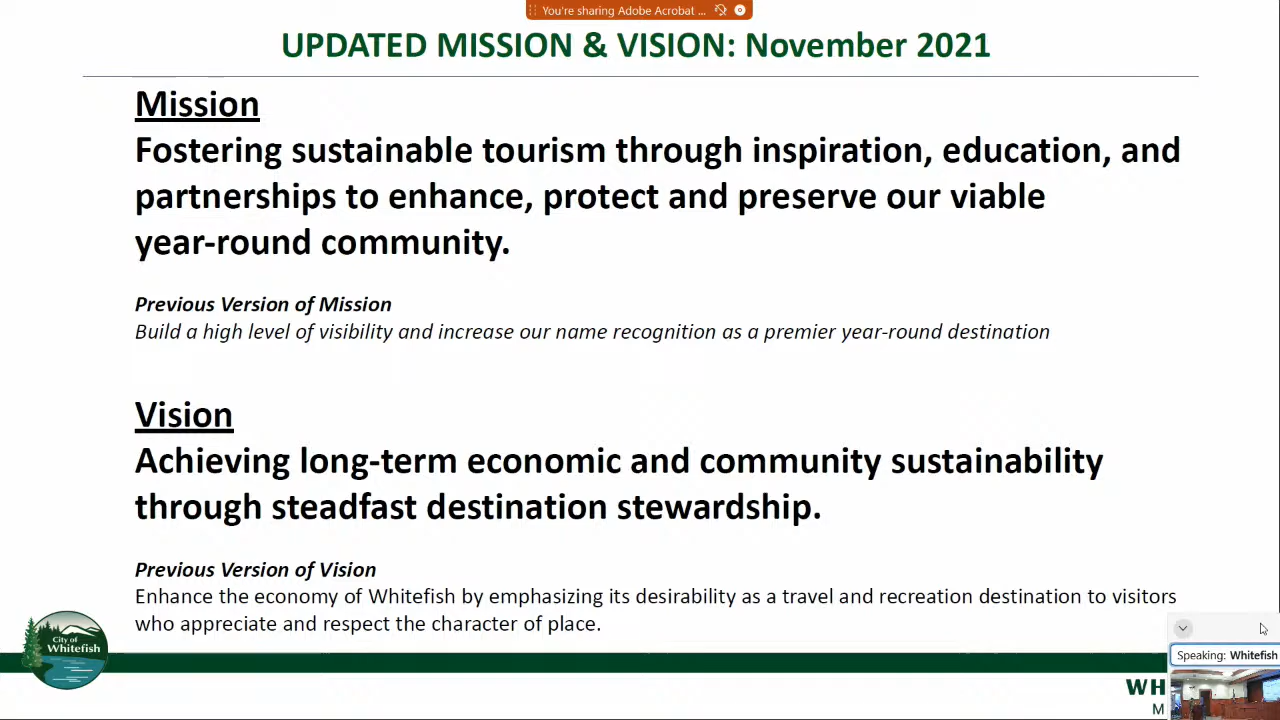 You're sharing Adobe Acrobat ...
UPDATED MISSION & VISION: November 2021
Mission
Fostering sustainable tourism through inspiration, education, and
partnerships to enhance, protect and preserve our viable
year-round community.
Previous Version of Mission
Build a high level of visibility and increase our name recognition as a premier year-round destination
Vision
Achieving long-term economic and community sustainability
through steadfast destination stewardship.
Previous Version of Vision
Enhance the economy of Whitefish by emphasizing its desirability as a travel and recreation destination to visitors
who appreciate and respect the character of place.
City of
Whitefish
Speaking: Whitefish
WH
M